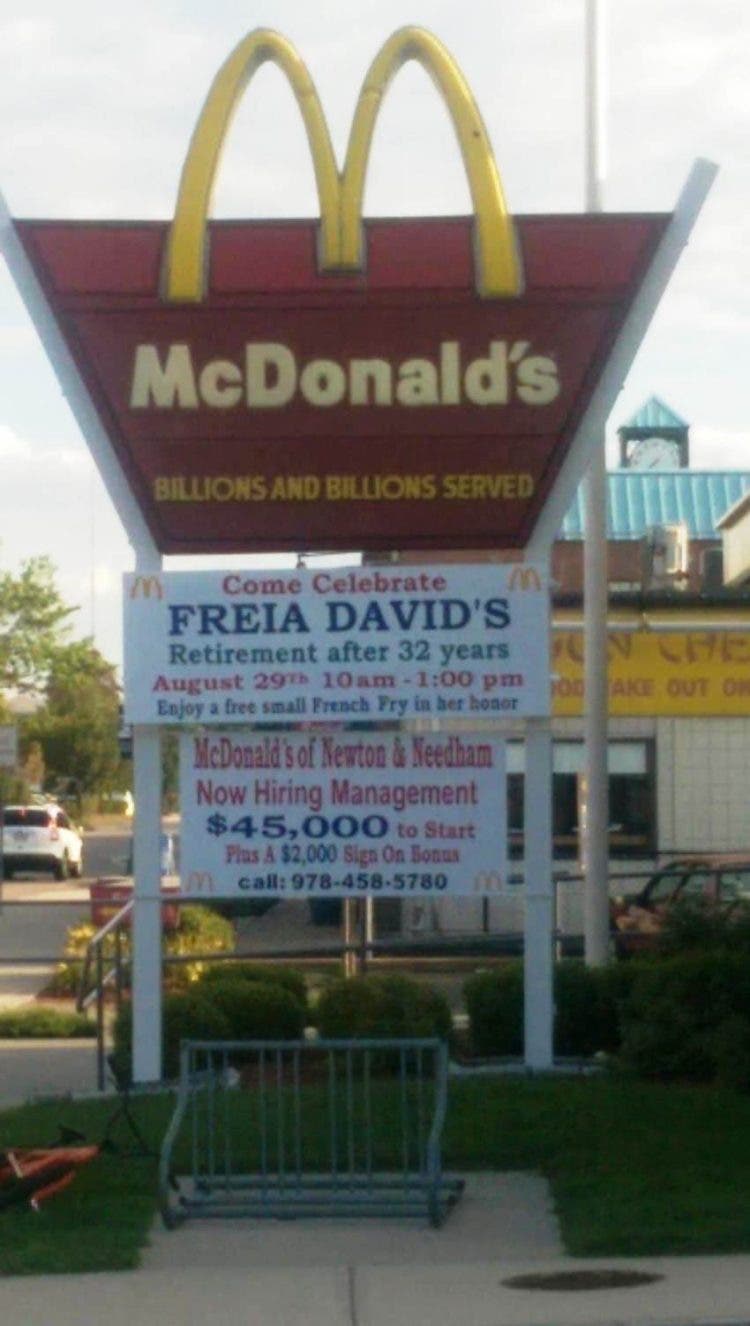 McDonald's
BILLIONS AND BILLIONS SERVED
Come Celebrate
FREIA DAVID'S
Retirement after 32 years
August 29Th 10am-1:00 pm
Enjoy a free small French Fry in her honor
McDonald's of Newton & Needham
Now Hiring Management
$45,000 to Start
Plus A $2,000 Sign On Bonus
call: 978-458-5780
TAKE OUT